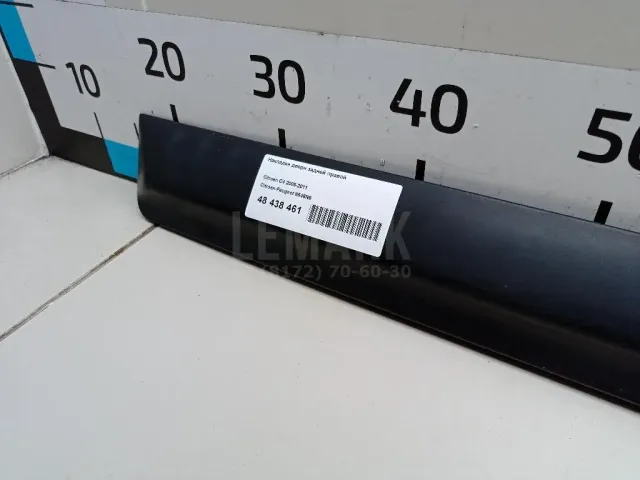 10 20 30 40 50
Накладка двери задней правой
Citroen C4 2005-2011
Citroen-Peugeot
48 438 461
LEMARK
(8172) 70-60-30